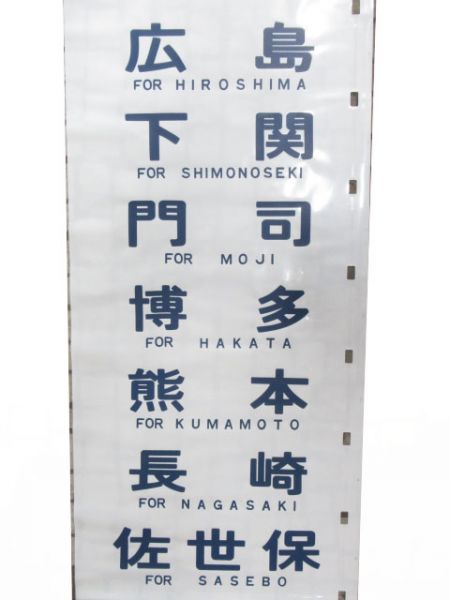 広島
FOR HIROSHIMA
下関
FOR SHIMONOSEKI
門司
FOR MOJI
博多
FOR HAKATA
熊本
FOR KUMAMOTO
長崎
FOR NAGASAKI
佐世保
FOR SASEBO